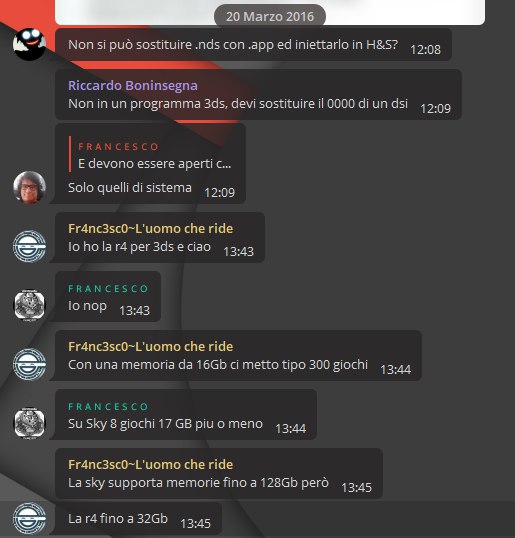 20 Marzo 2016
Non si può sostituire .nds con .app ed iniettarlo in H&S? 12:08
Riccardo Boninsegna
Non in un programma 3ds, devi sostituire il 0000 di un dsi 12:09
FRANCESCO
E devono essere aperti c...
Solo quelli di sistema 12:09
Fr4nc3sc0~L'uomo che ride
Io ho la r4 per 3ds e ciao 13:43
FRANCESCO
Io nop 13:43
Fr4nc3sc0~L'uomo che ride
Con una memoria da 16Gb ci metto tipo 300 giochi 13:44
FRANCESCO
Su Sky 8 giochi 17 GB piu o meno 13:44
Fr4nc3sc0~L'uomo che ride
La sky supporta memorie fino a 128Gb però 13:45
La r4 fino a 32Gb 13:45